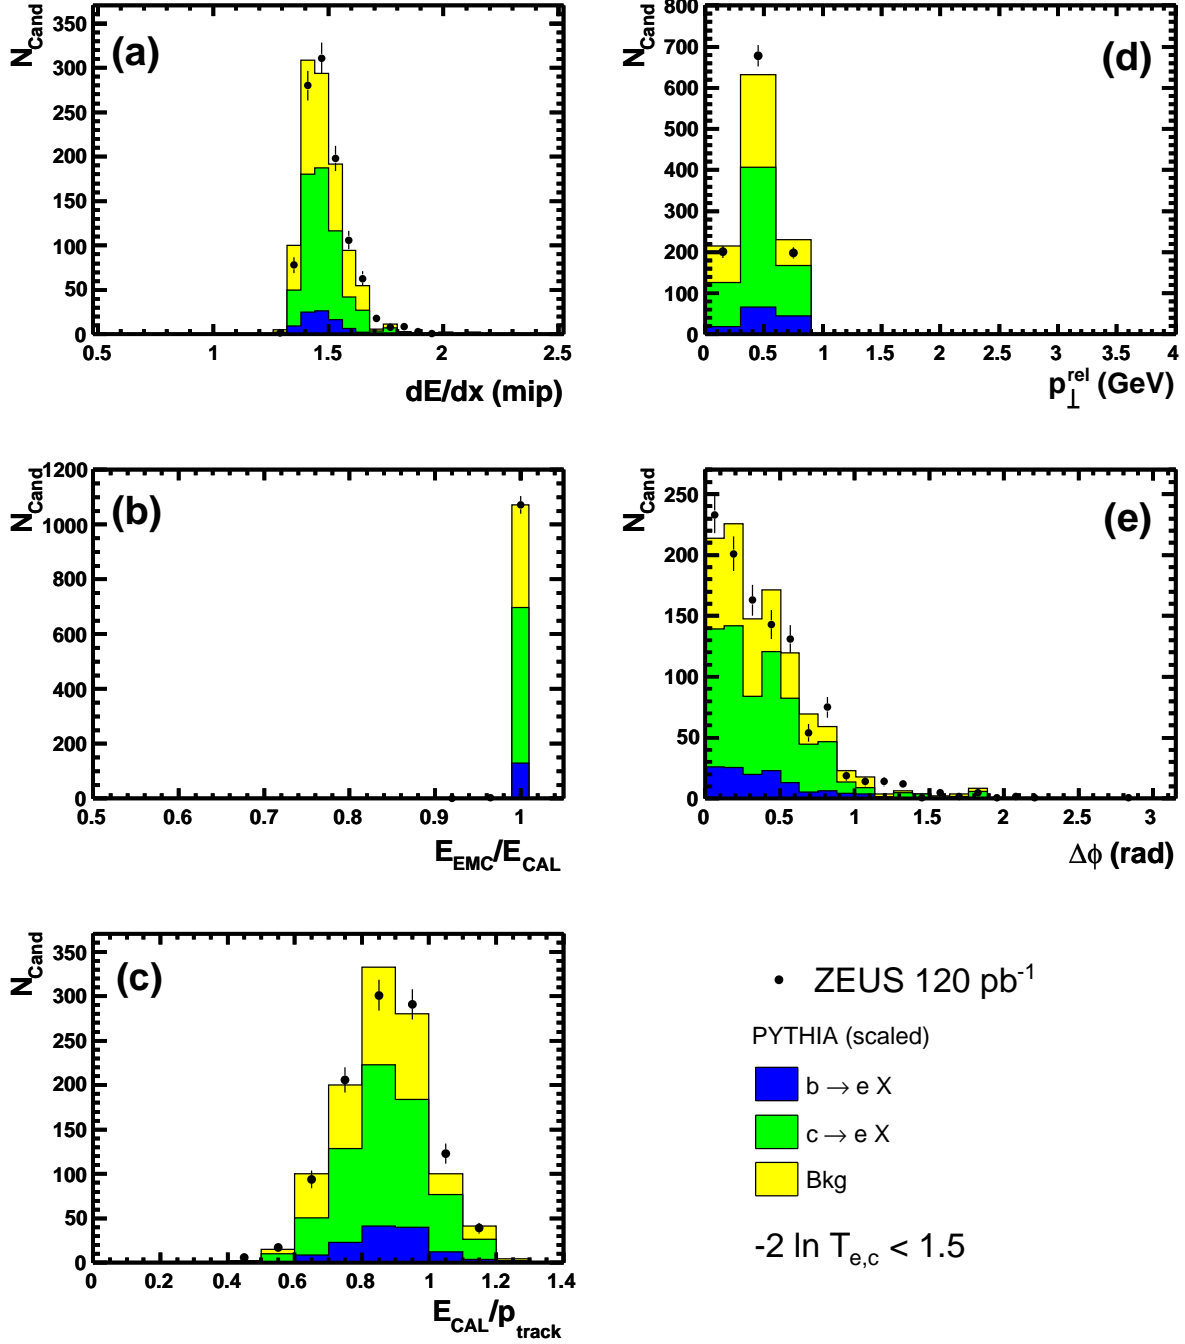 N_Cand
350
300
250
200
150
100
50
0
(a)
0.5 1 1.5 2 2.5
dE/dx (mip)
N_Cand
800
700
600
500
400
300
200
100
0
(d)
0 0.5 1 1.5 2 2.5 3 3.5 4
p⊥^rel (GeV)
N_Cand
1200
1000
800
600
400
200
0
(b)
0.5 0.6 0.7 0.8 0.9 1
E_EMC/E_CAL
N_Cand
250
200
150
100
50
0
(e)
0 0.5 1 1.5 2 2.5 3
Δϕ (rad)
N_Cand
350
300
250
200
150
100
50
0
(c)
0 0.2 0.4 0.6 0.8 1 1.2 1.4
E_CAL/p_track
ZEUS 120 pb^-1
PYTHIA (scaled)
b → e X
c → e X
Bkg
-2 ln T_e,c < 1.5